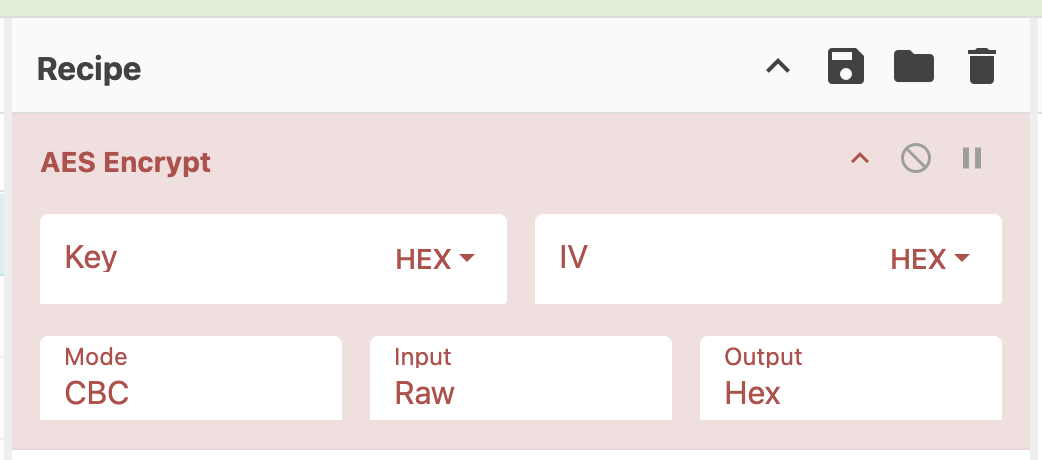 Recipe
AES Encrypt
Key HEX
IV HEX
Mode
CBC
Input
Raw
Output
Hex